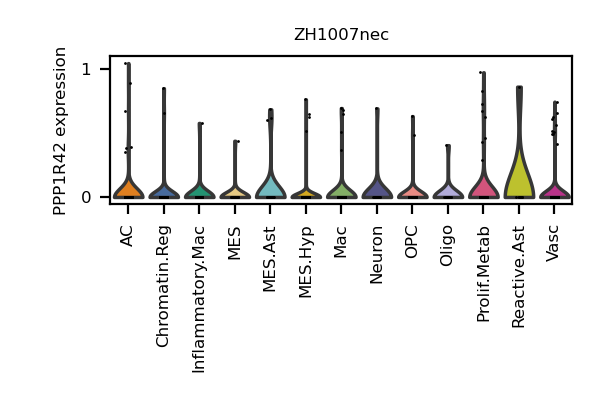 ZH1007nec
PPP1R42 expression
1
0
AC
Chromatin.Reg
Inflammatory.Mac
MES
MES.Ast
MES.Hyp
Mac
Neuron
OPC
Oligo
Prolif.Metab
Reactive.Ast
Vasc